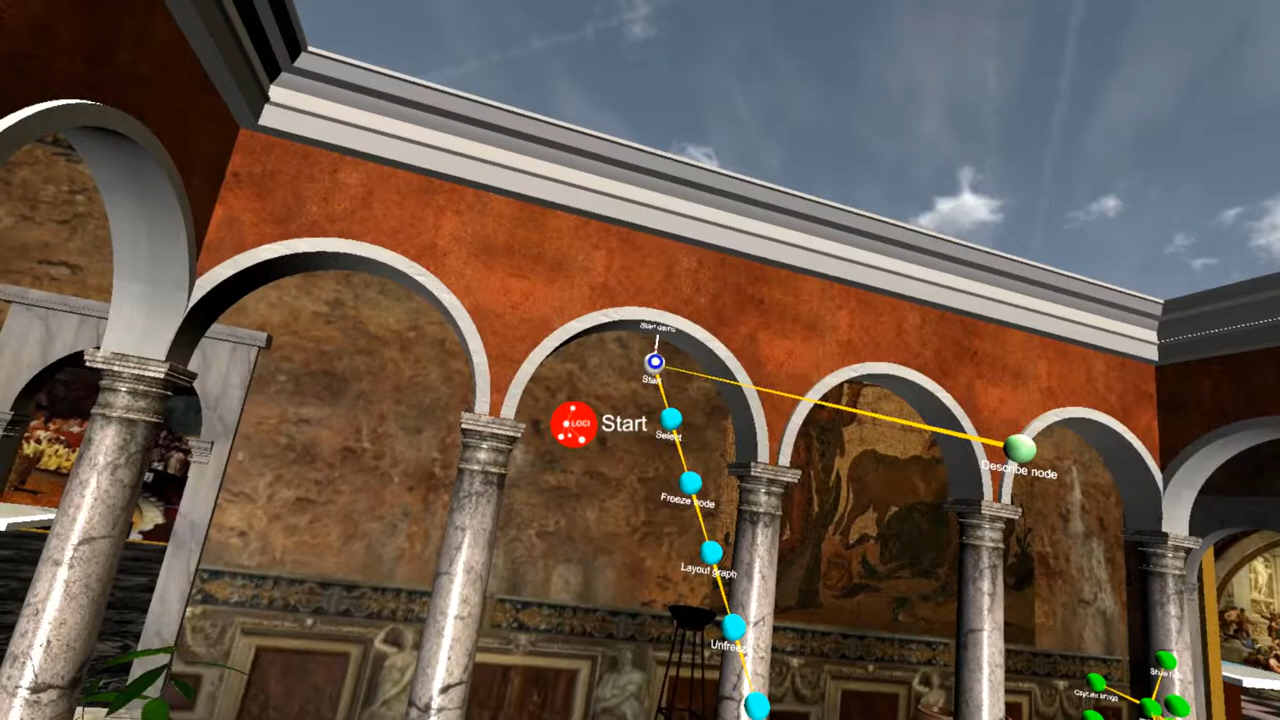 Start demo
Start
LOCI
Start
Select
Describe node
Freeze node
Layout graph
Unfreeze